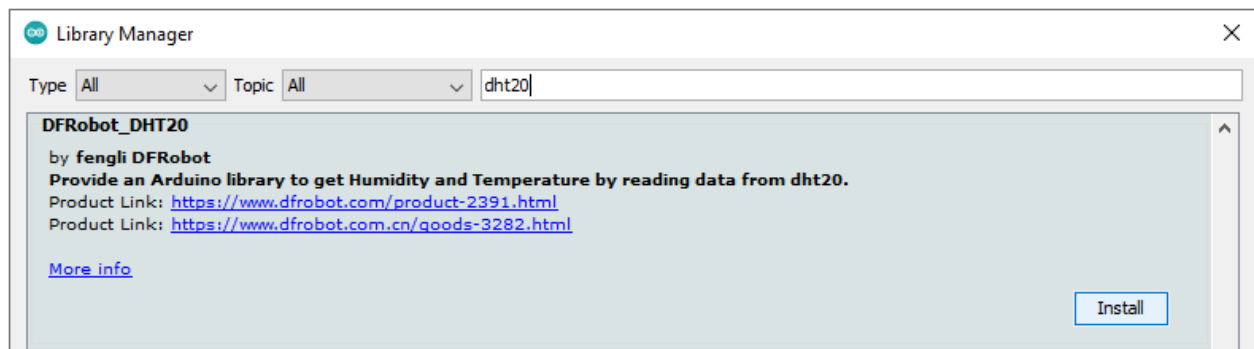 Library Manager
Type All Topic All dht20
DFRobot_DHT20
by fengli DFRobot
Provide an Arduino library to get Humidity and Temperature by reading data from dht20.
Product Link: https://www.dfrobot.com/product-2391.html
Product Link: https://www.dfrobot.com.cn/goods-3282.html
More info
Install